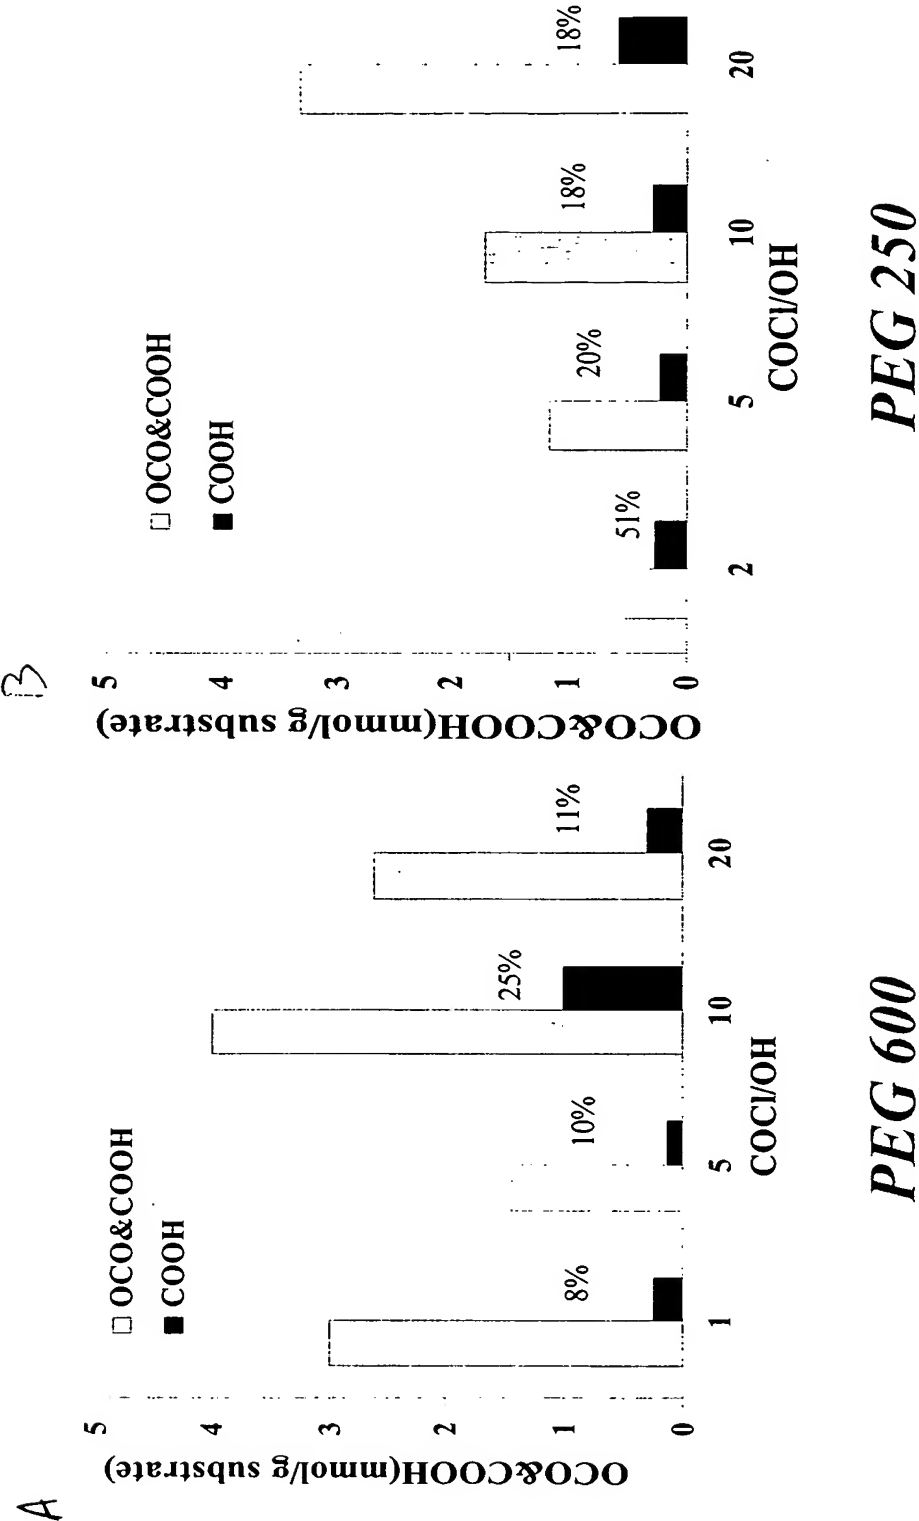 A
OCO&COOH(mmol/g substrate)
5
4
3
2
1
0
OCO&COOH
COOH
8%
10%
25%
11%
1
5
10
20
COCl/OH
PEG 600
B
OCO&COOH(mmol/g substrate)
5
4
3
2
1
0
OCO&COOH
COOH
51%
20%
18%
18%
2
5
10
20
COCl/OH
PEG 250